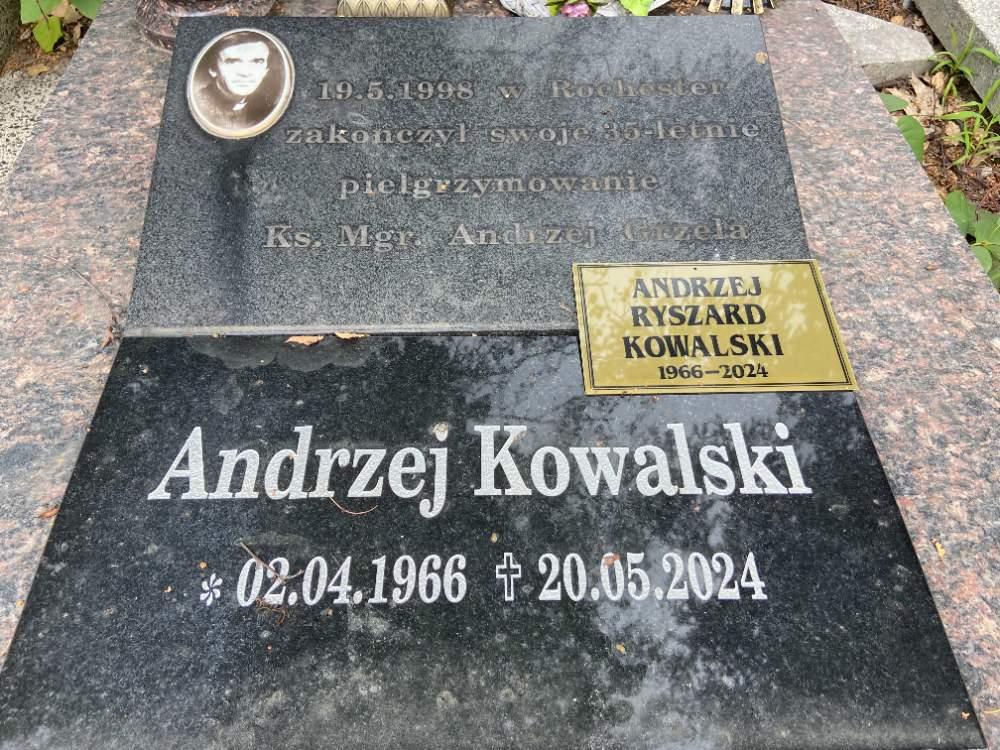 19.5.1998 w Rochester
zakończył swoje 35-letnie
pielgrzymowanie
Ks. Mgr. Andrzej Grzela
ANDRZEJ
RYSZARD
KOWALSKI
1966–2024
Andrzej Kowalski
* 02.04.1966 † 20.05.2024